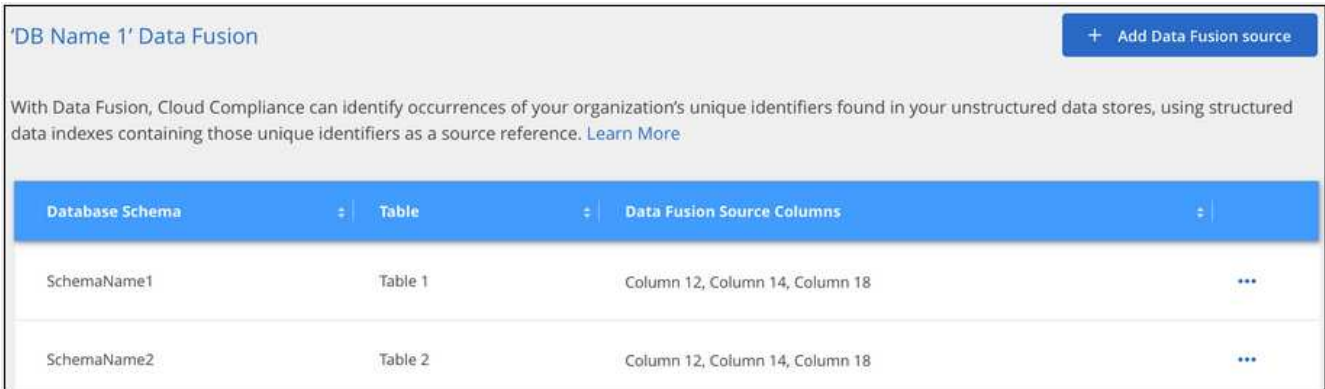 ‘DB Name 1’ Data Fusion
+ Add Data Fusion source
With Data Fusion, Cloud Compliance can identify occurrences of your organization’s unique identifiers found in your unstructured data stores, using structured
data indexes containing those unique identifiers as a source reference. Learn More
Database Schema Table Data Fusion Source Columns
SchemaName1 Table 1 Column 12, Column 14, Column 18
SchemaName2 Table 2 Column 12, Column 14, Column 18